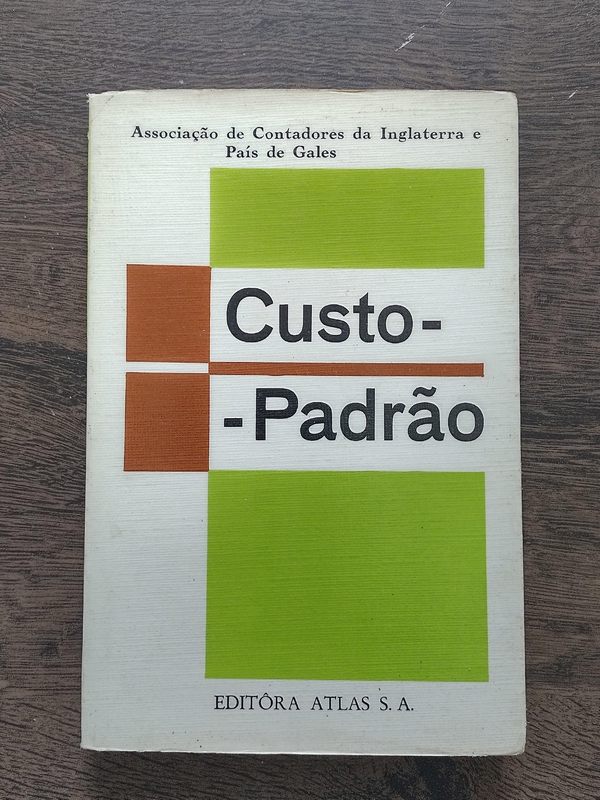 Associação de Contadores da Inglaterra e
País de Gales
Custo-
-Padrão
EDITÔRA ATLAS S. A.